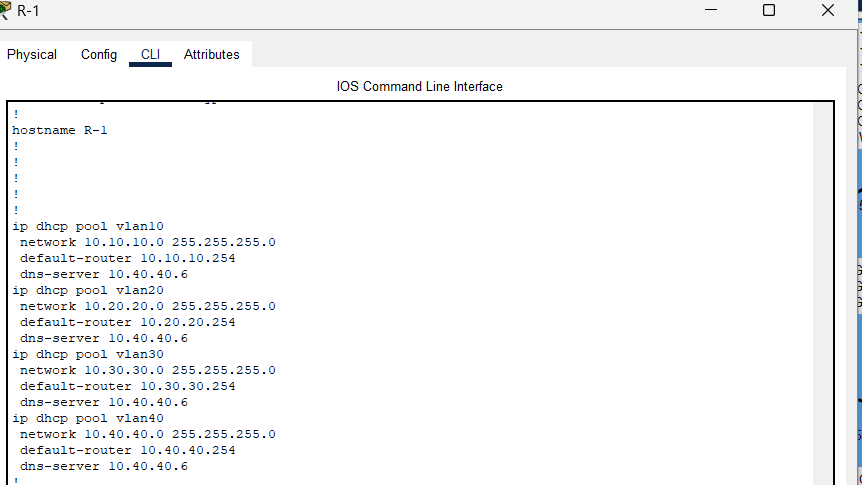 R-1
Physical Config CLI Attributes
IOS Command Line Interface
!
hostname R-1
!
!
!
!
!
ip dhcp pool vlan10
network 10.10.10.0 255.255.255.0
default-router 10.10.10.254
dns-server 10.40.40.6
ip dhcp pool vlan20
network 10.20.20.0 255.255.255.0
default-router 10.20.20.254
dns-server 10.40.40.6
ip dhcp pool vlan30
network 10.30.30.0 255.255.255.0
default-router 10.30.30.254
dns-server 10.40.40.6
ip dhcp pool vlan40
network 10.40.40.0 255.255.255.0
default-router 10.40.40.254
dns-server 10.40.40.6
!